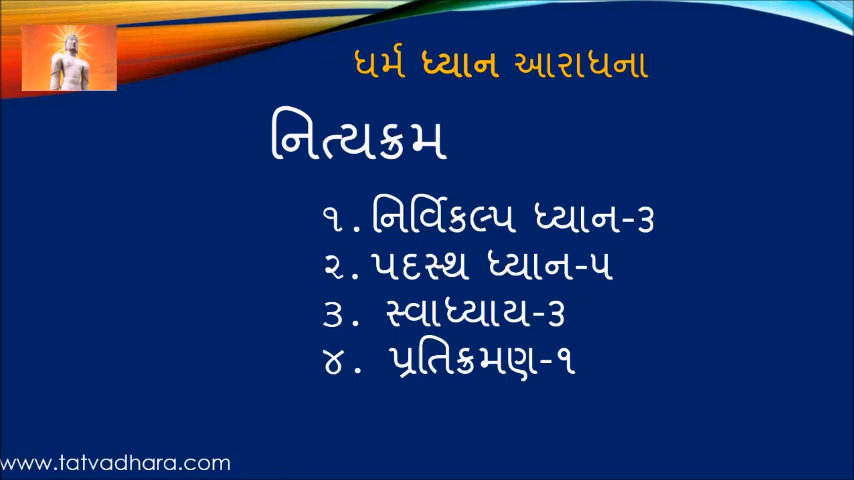 ધર્મ ધ્યાન આરાધના
નિત્યક્રમ
૧. નિર્વિકલ્પ ધ્યાન-૩
૨. પદસ્થ ધ્યાન-૫
૩. સ્વાધ્યાય-૩
૪. પ્રતિક્રમણ-૧
www.tatvadhara.com